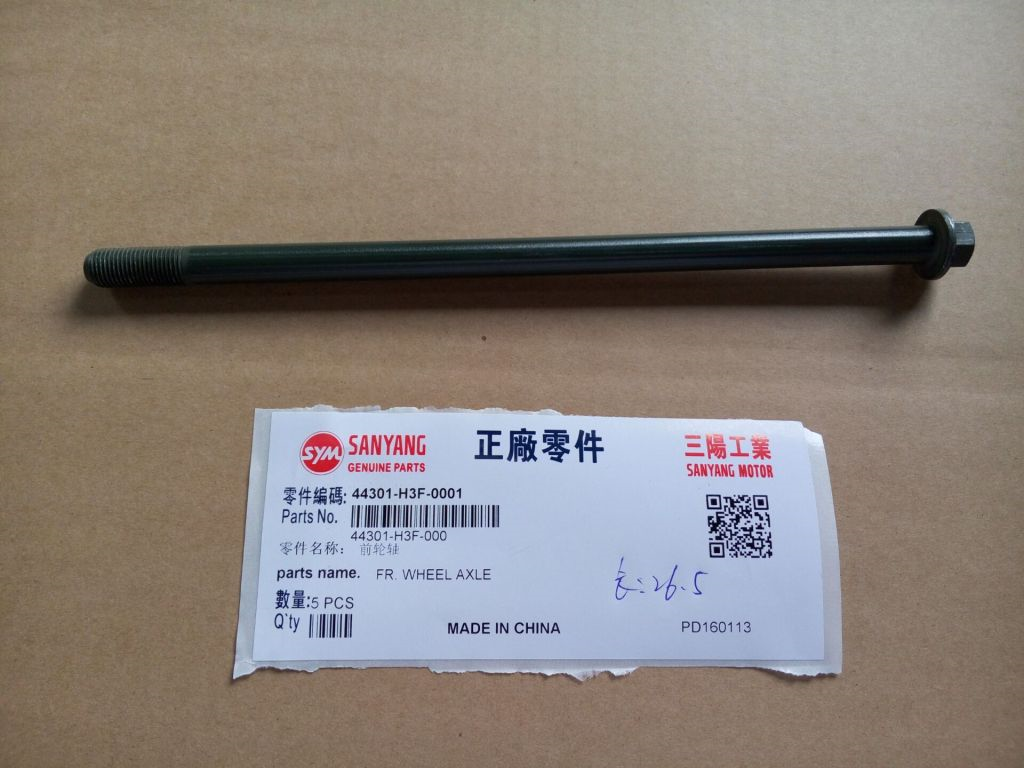 SYM SANYANG GENUINE PARTS
正廠零件
三陽工業
SANYANG MOTOR
零件編碼: 44301-H3F-0001
Parts No.
44301-H3F-000
零件名称: 前轮轴
parts name. FR. WHEEL AXLE
长:26.5
數量:5 PCS
Q`ty
MADE IN CHINA
PD160113